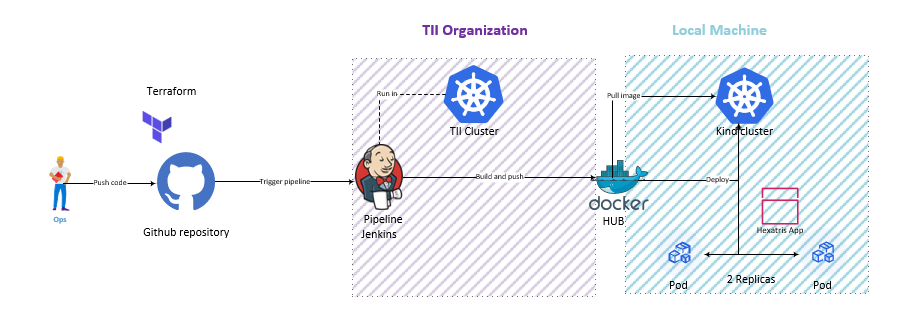 TII Organization
Local Machine
Terraform
Run in
Pull image
TII Cluster
Kind cluster
Push code
Trigger pipeline
Build and push
Deploy
docker
HUB
Ops
Github repository
Pipeline
Jenkins
Hexatris App
2 Replicas
Pod
Pod